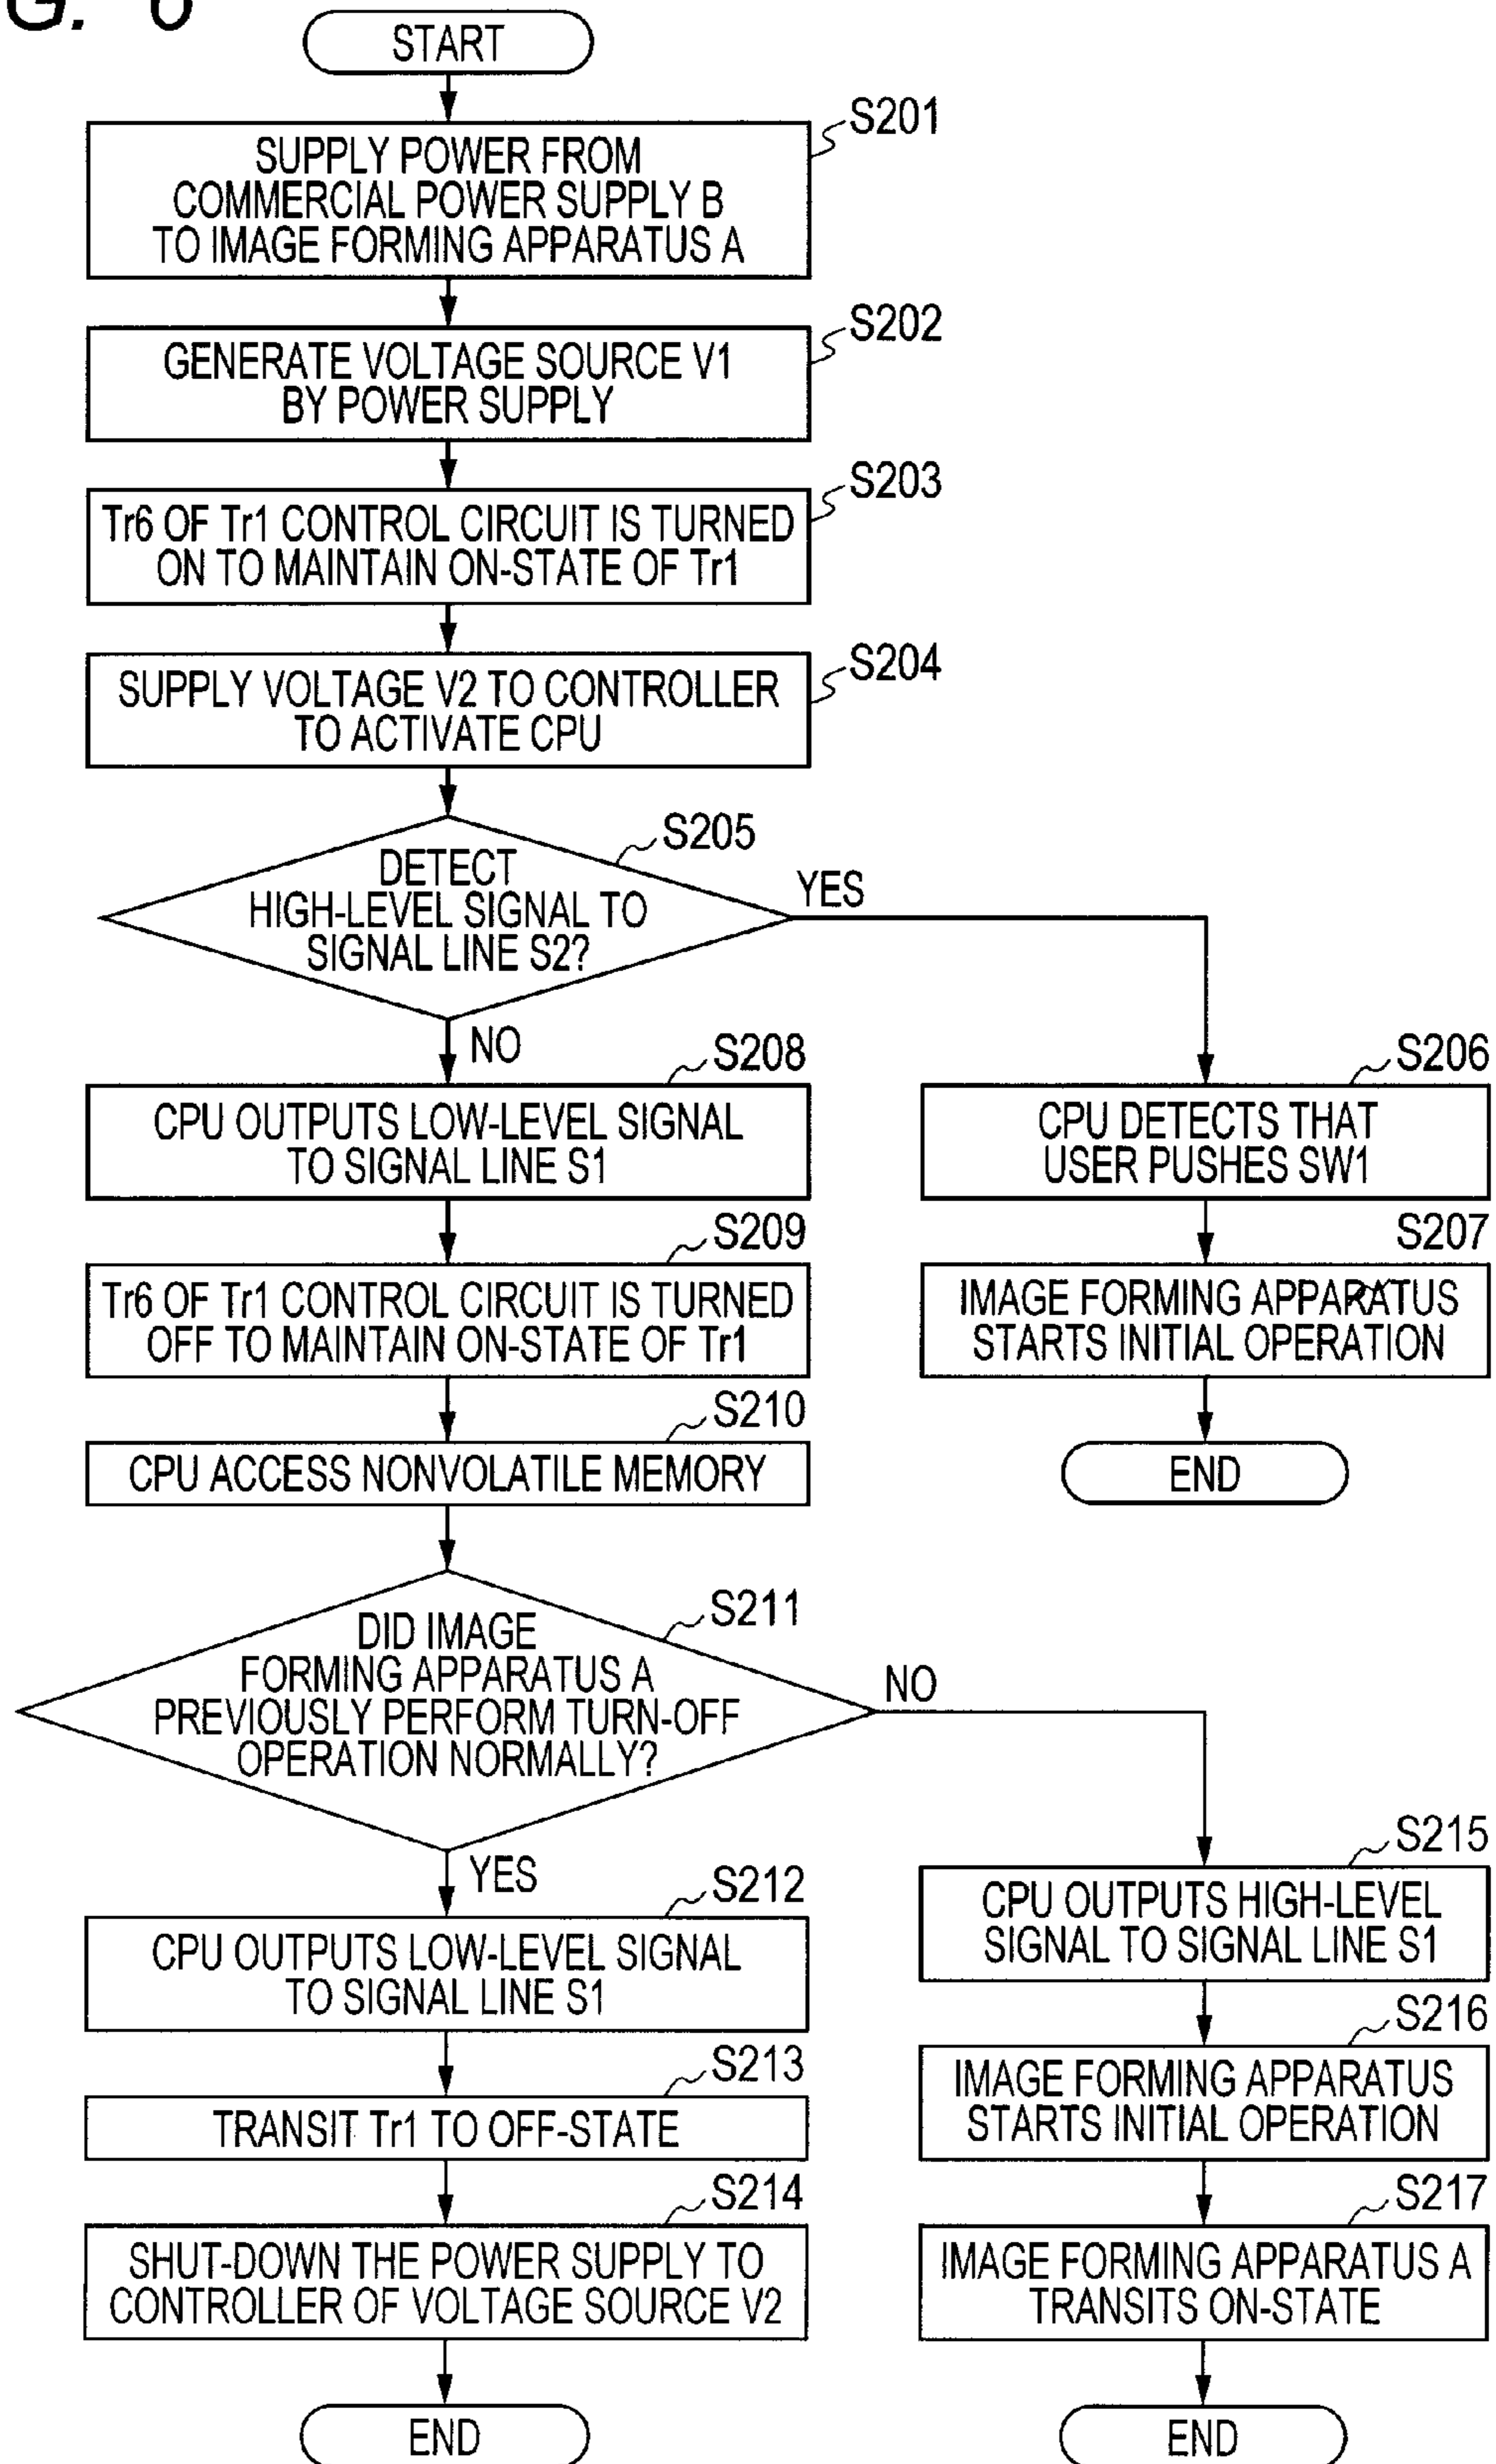 G. 6
START
S201
SUPPLY POWER FROM
COMMERCIAL POWER SUPPLY B
TO IMAGE FORMING APPARATUS A
S202
GENERATE VOLTAGE SOURCE V1
BY POWER SUPPLY
S203
Tr6 OF Tr1 CONTROL CIRCUIT IS TURNED
ON TO MAINTAIN ON-STATE OF Tr1
S204
SUPPLY VOLTAGE V2 TO CONTROLLER
TO ACTIVATE CPU
S205
DETECT
HIGH-LEVEL SIGNAL TO
SIGNAL LINE S2?
YES
NO
S208
CPU OUTPUTS LOW-LEVEL SIGNAL
TO SIGNAL LINE S1
S206
CPU DETECTS THAT
USER PUSHES SW1
S209
Tr6 OF Tr1 CONTROL CIRCUIT IS TURNED
OFF TO MAINTAIN ON-STATE OF Tr1
S207
IMAGE FORMING APPARATUS
STARTS INITIAL OPERATION
S210
CPU ACCESS NONVOLATILE MEMORY
END
S211
DID IMAGE
FORMING APPARATUS A
PREVIOUSLY PERFORM TURN-OFF
OPERATION NORMALLY?
NO
YES
S212
CPU OUTPUTS LOW-LEVEL SIGNAL
TO SIGNAL LINE S1
S215
CPU OUTPUTS HIGH-LEVEL
SIGNAL TO SIGNAL LINE S1
S213
TRANSIT Tr1 TO OFF-STATE
S216
IMAGE FORMING APPARATUS
STARTS INITIAL OPERATION
S214
SHUT-DOWN THE POWER SUPPLY TO
CONTROLLER OF VOLTAGE SOURCE V2
S217
IMAGE FORMING APPARATUS A
TRANSITS ON-STATE
END
END